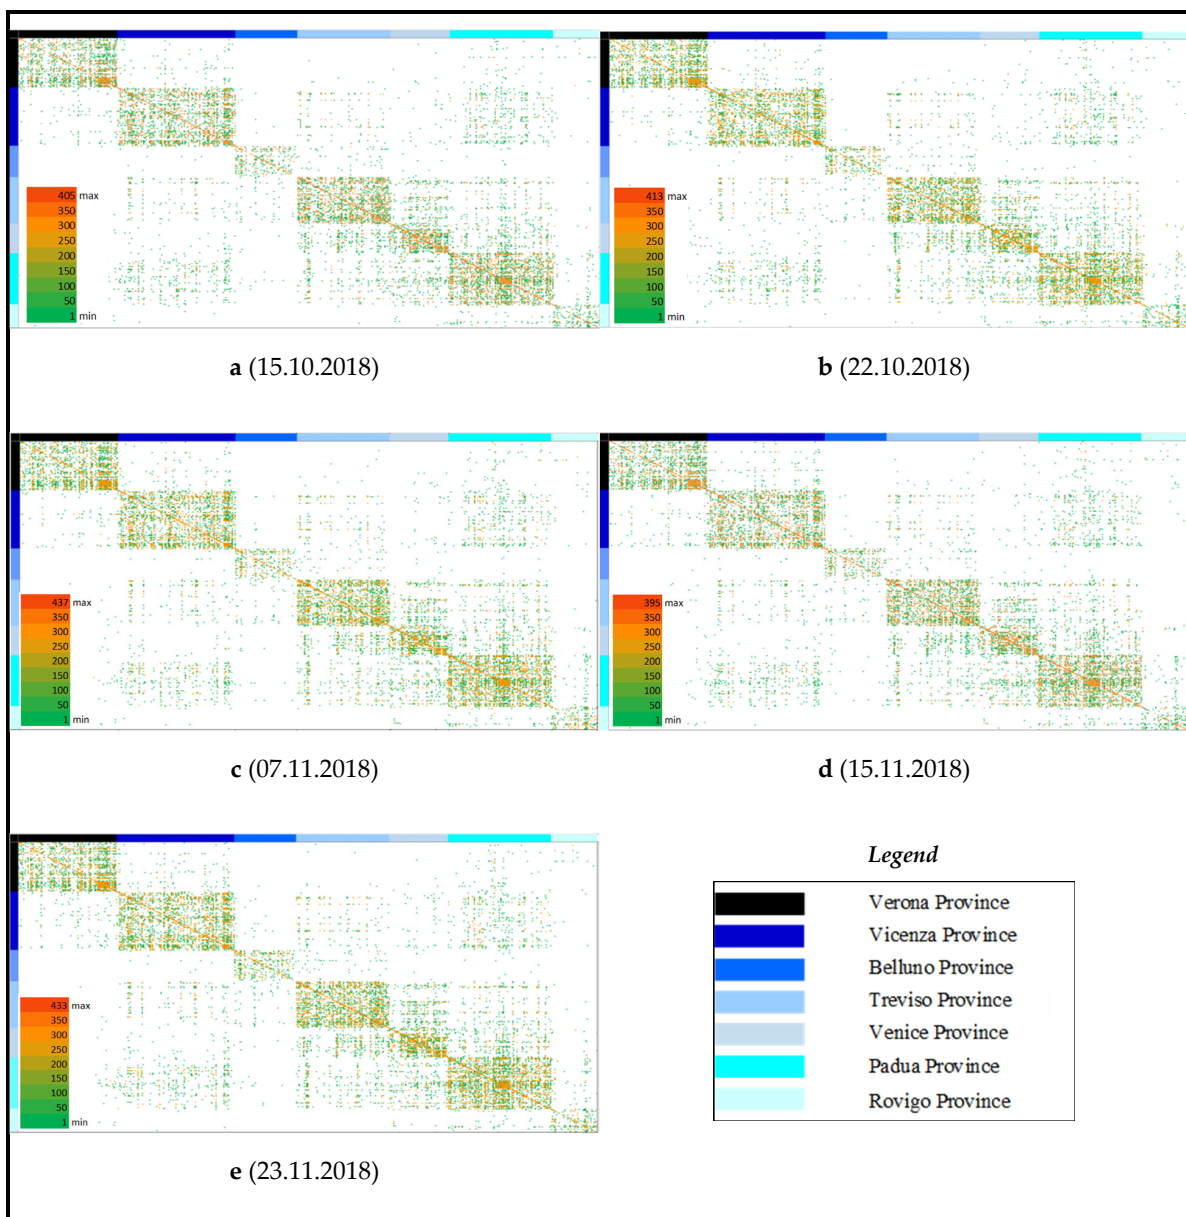 405 max
350
300
250
200
150
100
50
1 min
413 max
350
300
250
200
150
100
50
1 min
a (15.10.2018)
b (22.10.2018)
437 max
350
300
250
200
150
100
50
1 min
395 max
350
300
250
200
150
100
50
1 min
c (07.11.2018)
d (15.11.2018)
433 max
350
300
250
200
150
100
50
1 min
Legend
Verona Province
Vicenza Province
Belluno Province
Treviso Province
Venice Province
Padua Province
Rovigo Province
e (23.11.2018)